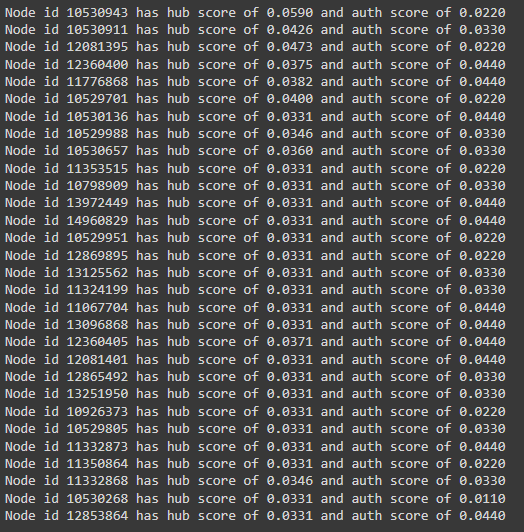 Node id 10530943 has hub score of 0.0590 and auth score of 0.0220
Node id 10530911 has hub score of 0.0426 and auth score of 0.0330
Node id 12081395 has hub score of 0.0473 and auth score of 0.0220
Node id 12360400 has hub score of 0.0375 and auth score of 0.0440
Node id 11776868 has hub score of 0.0382 and auth score of 0.0440
Node id 10529701 has hub score of 0.0400 and auth score of 0.0220
Node id 10530136 has hub score of 0.0331 and auth score of 0.0440
Node id 10529988 has hub score of 0.0346 and auth score of 0.0330
Node id 10530657 has hub score of 0.0360 and auth score of 0.0330
Node id 11353515 has hub score of 0.0331 and auth score of 0.0220
Node id 10798909 has hub score of 0.0331 and auth score of 0.0330
Node id 13972449 has hub score of 0.0331 and auth score of 0.0440
Node id 14960829 has hub score of 0.0331 and auth score of 0.0440
Node id 10529951 has hub score of 0.0331 and auth score of 0.0220
Node id 12869895 has hub score of 0.0331 and auth score of 0.0220
Node id 13125562 has hub score of 0.0331 and auth score of 0.0330
Node id 11324199 has hub score of 0.0331 and auth score of 0.0330
Node id 11067704 has hub score of 0.0331 and auth score of 0.0440
Node id 13096868 has hub score of 0.0331 and auth score of 0.0440
Node id 12360405 has hub score of 0.0371 and auth score of 0.0440
Node id 12081401 has hub score of 0.0331 and auth score of 0.0440
Node id 12865492 has hub score of 0.0331 and auth score of 0.0330
Node id 13251950 has hub score of 0.0331 and auth score of 0.0330
Node id 10926373 has hub score of 0.0331 and auth score of 0.0220
Node id 10529805 has hub score of 0.0331 and auth score of 0.0330
Node id 11332873 has hub score of 0.0331 and auth score of 0.0440
Node id 11350864 has hub score of 0.0331 and auth score of 0.0220
Node id 11332868 has hub score of 0.0346 and auth score of 0.0330
Node id 10530268 has hub score of 0.0331 and auth score of 0.0110
Node id 12853864 has hub score of 0.0331 and auth score of 0.0440